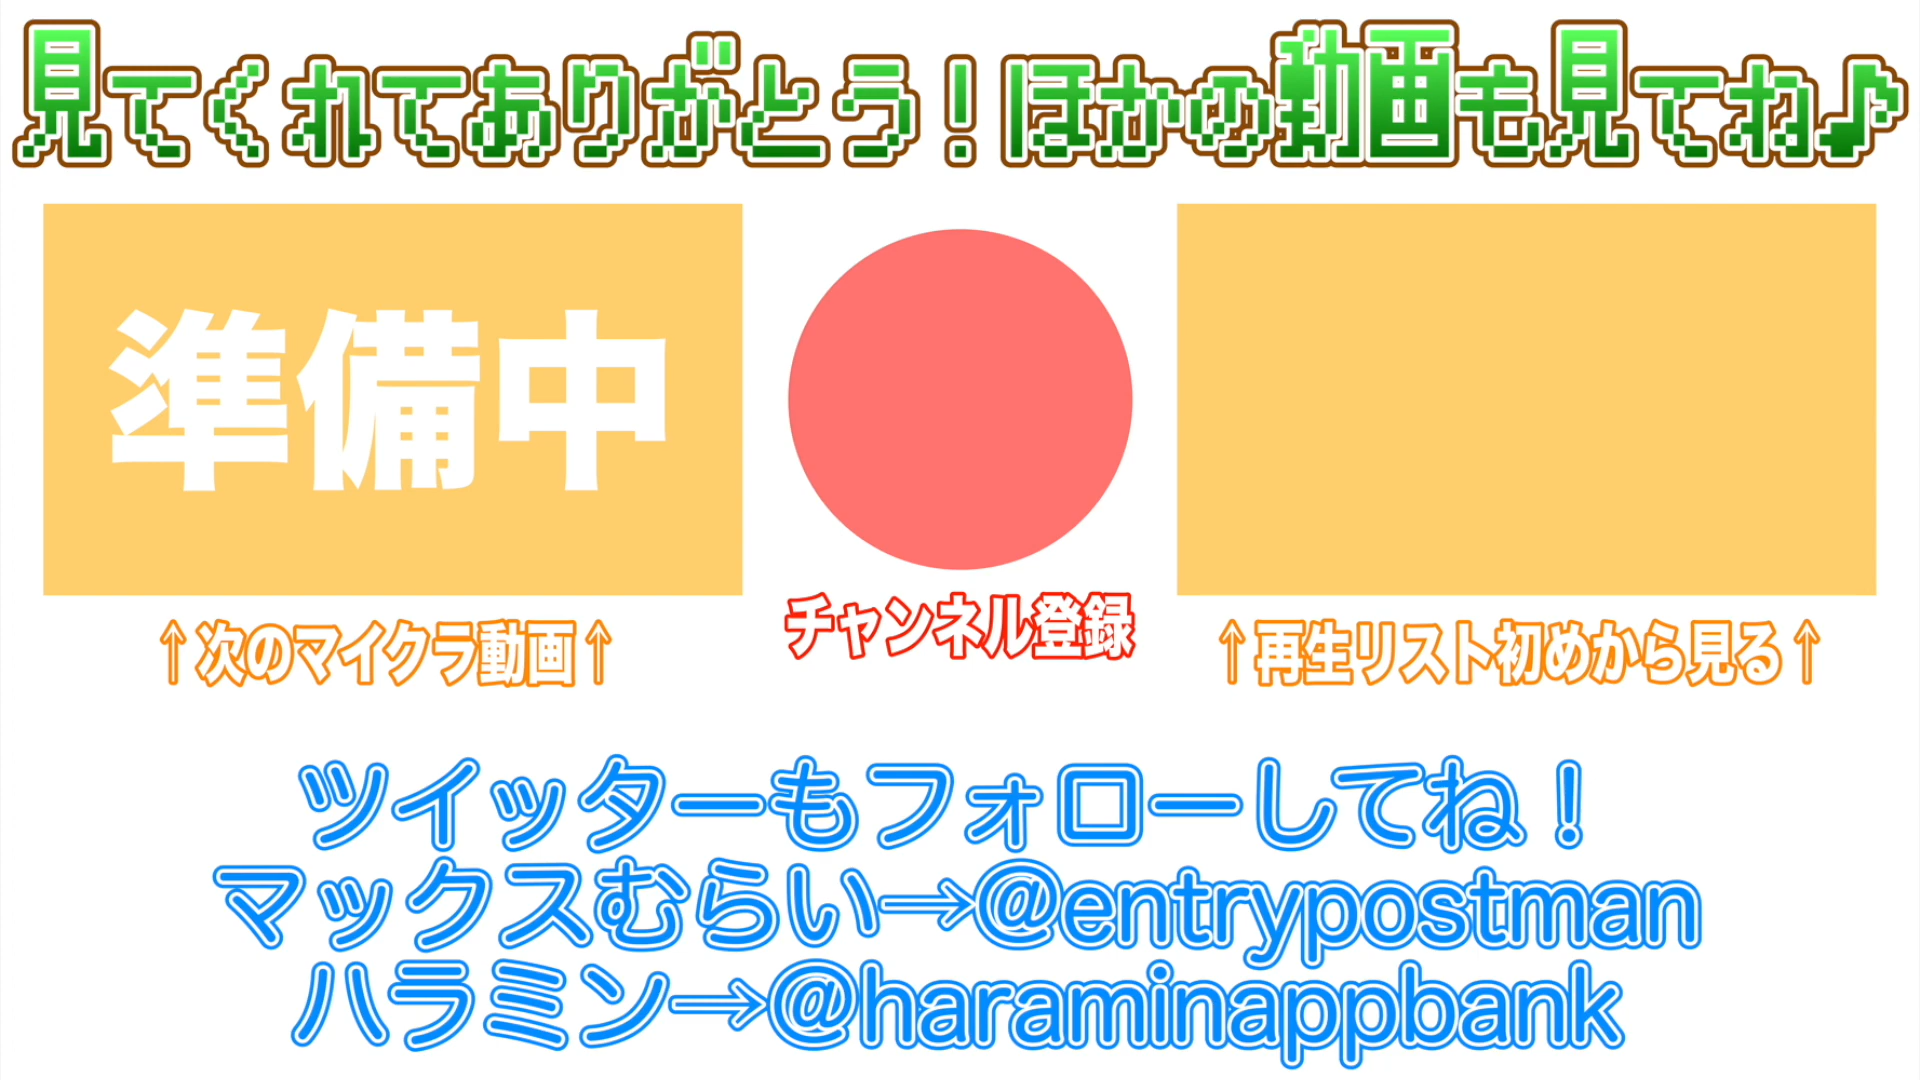 見てくれてありがとう！ほかの動画も見てね♪
準備中
チャンネル登録
↑次のマイクラ動画↑
↑再生リスト初めから見る↑
ツイッターもフォローしてね！
マックスむらい→@entrypostman
ハラミン→@haraminappbank